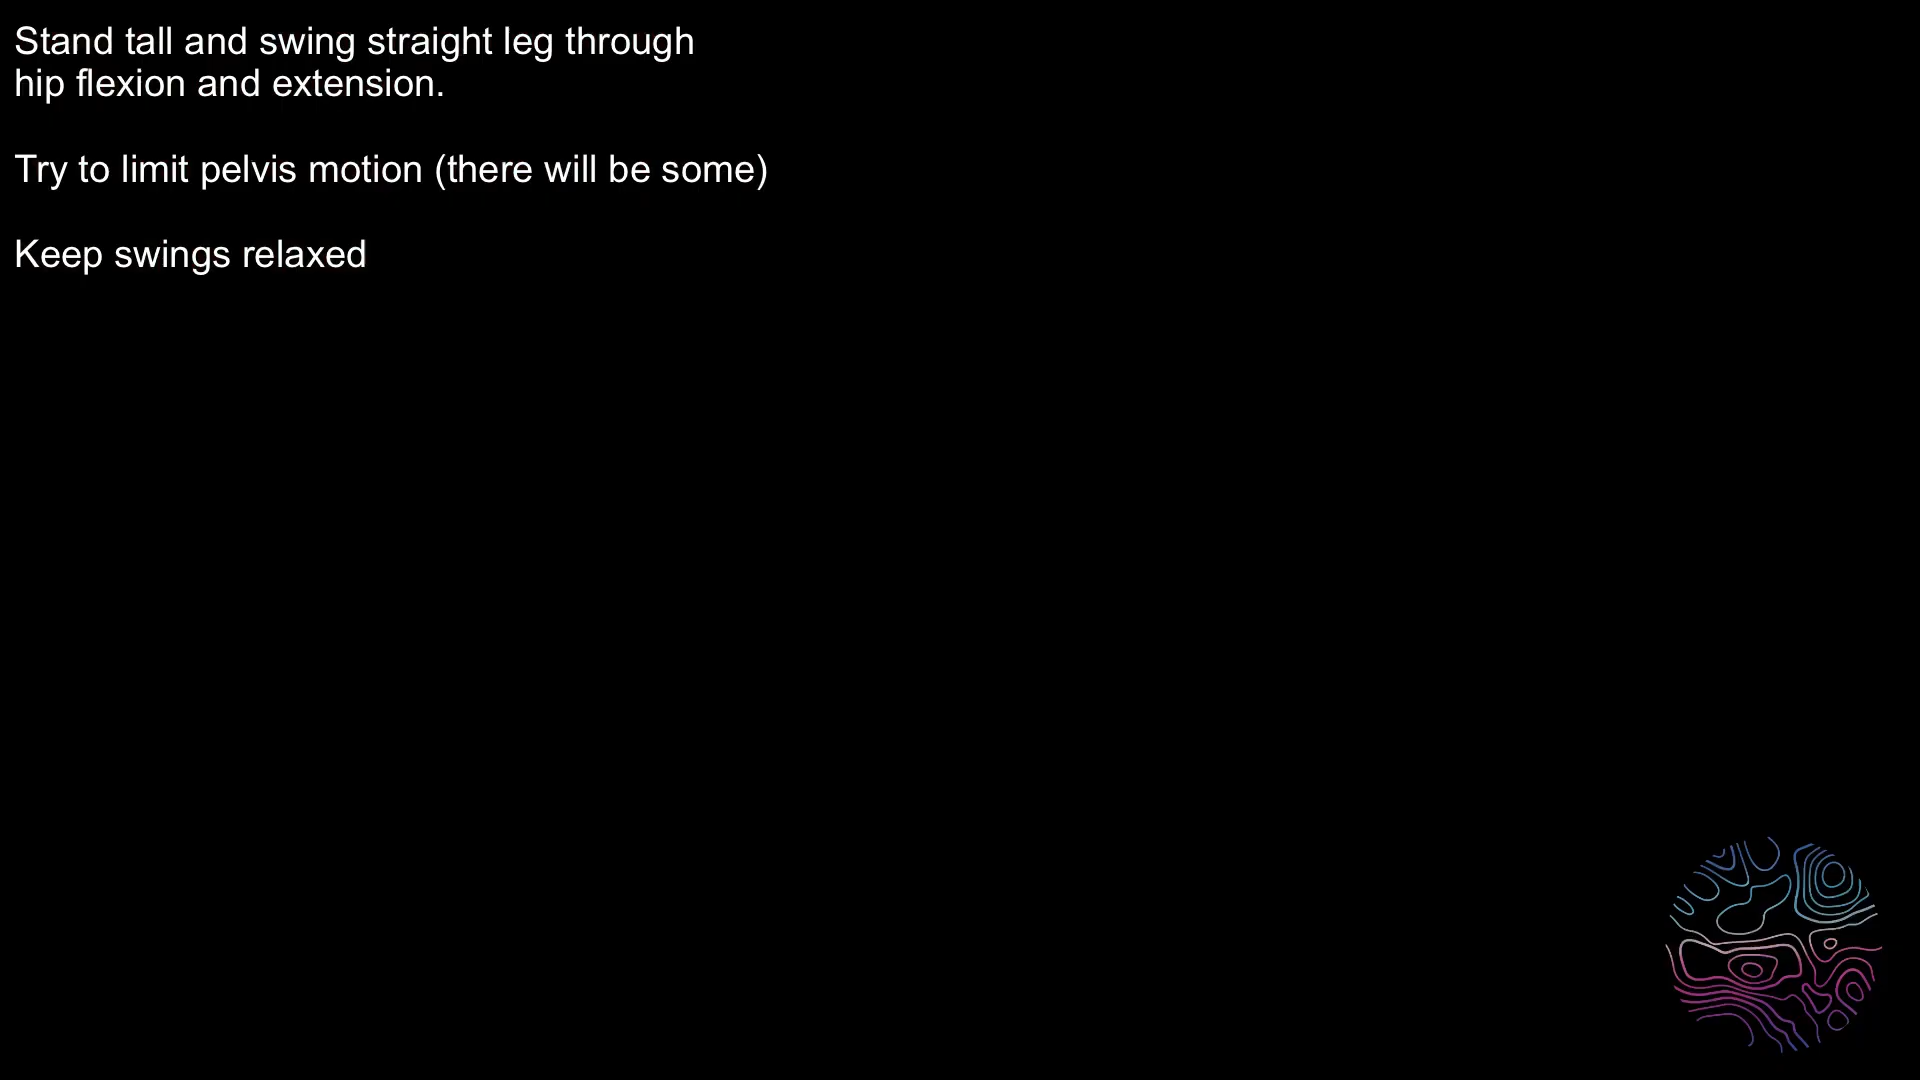 Stand tall and swing straight leg through
hip flexion and extension.
Try to limit pelvis motion (there will be some)
Keep swings relaxed